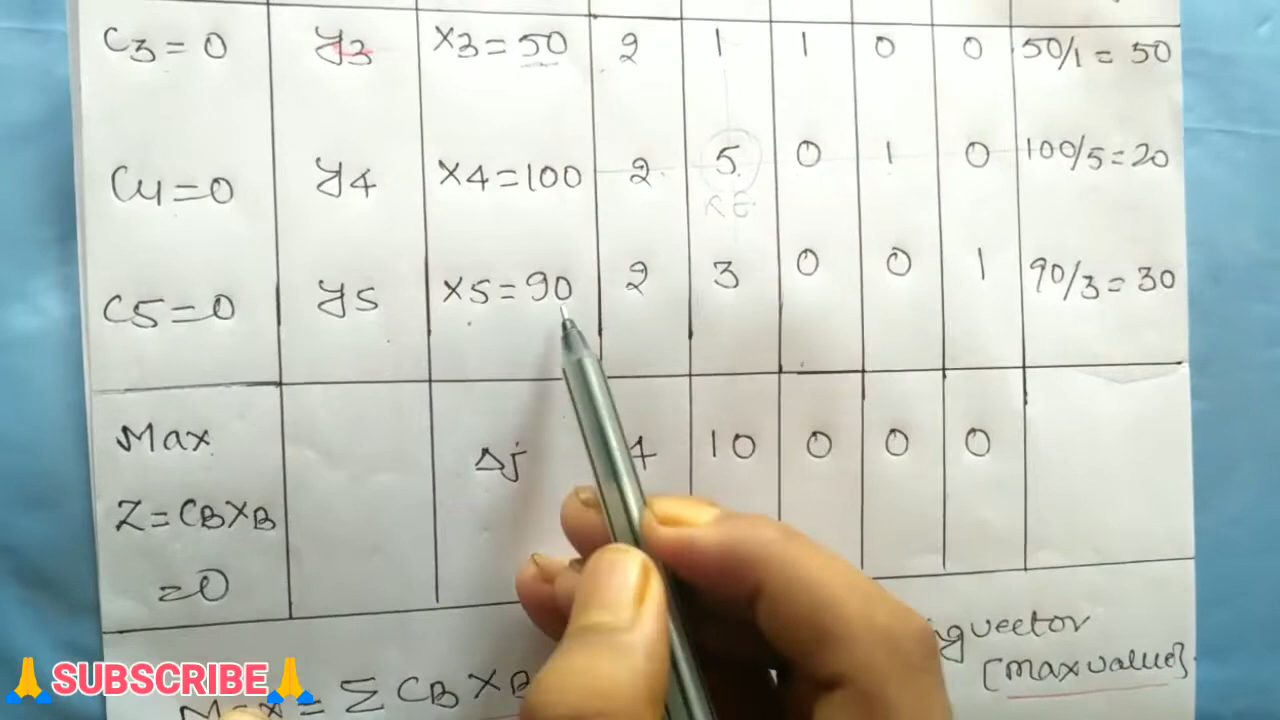 C3=0 y3 x3=50 2 1 1 0 0 50/1=50
C4=0 y4 x4=100 2 5 0 1 0 100/5=20
R.E.
C5=0 y5 x5=90 2 3 0 0 1 90/3=30
Max Δj 4 10 0 0 0
Z=CBXB
=0
vector
🙏SUBSCRIBE🙏 (Max value)
Max = Σ CBXB